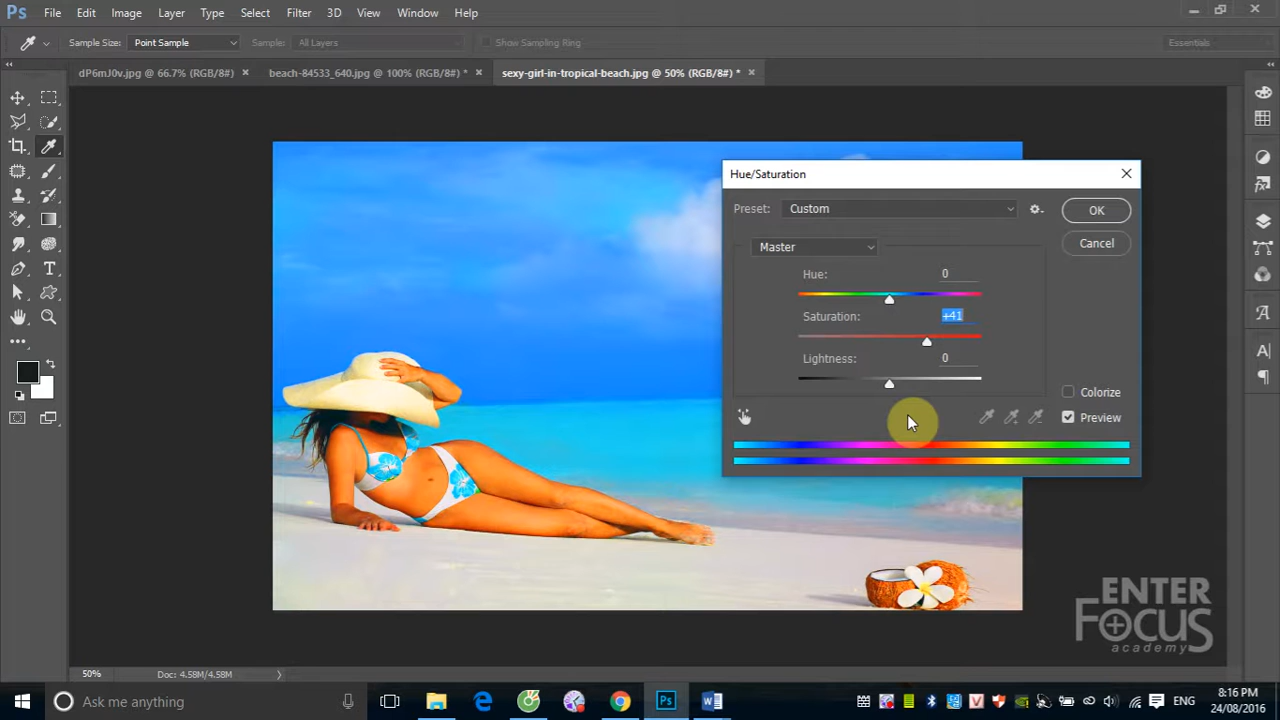 Ps File Edit Image Layer Type Select Filter 3D View Window Help
Sample Size: Point Sample Sample: All Layers Show Sampling Ring Essentials
dP6mJ0v.jpg @ 66.7% (RGB/8#) beach-84533_640.jpg @ 100% (RGB/8#) * sexy-girl-in-tropical-beach.jpg @ 50% (RGB/8#) *
Hue/Saturation
Preset: Custom
OK
Master
Cancel
Hue: 0
Saturation: +41
Lightness: 0
Colorize
Preview
ENTER
FOCUS
academy
50% Doc: 4.58M/4.58M
Ask me anything
Ps
ENG
8:16 PM
24/08/2016